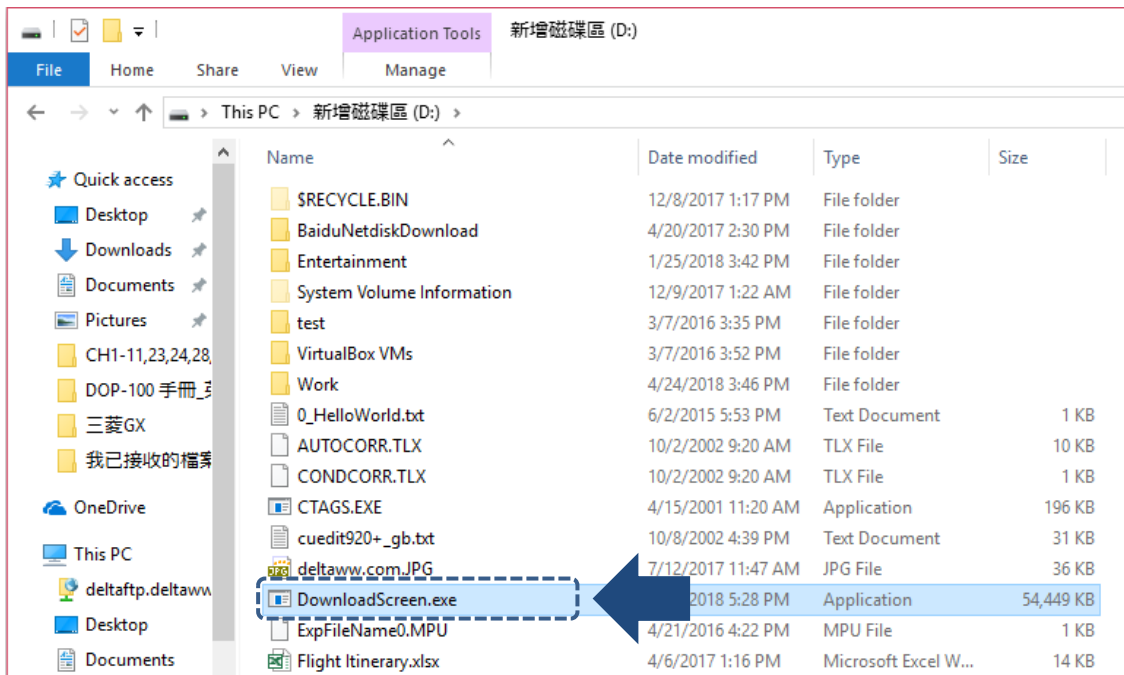 Application Tools 新增磁碟區 (D:)
File Home Share View Manage
This PC 新增磁碟區 (D:)
Name Date modified Type Size
Quick access
Desktop
Downloads
Documents
Pictures
CH1-11,23,24,28,
DOP-100 手冊_
三菱GX
我已接收的檔案
OneDrive
This PC
deltaftp.deltaww
Desktop
Documents
$RECYCLE.BIN 12/8/2017 1:17 PM File folder
BaiduNetdiskDownload 4/20/2017 2:30 PM File folder
Entertainment 1/25/2018 3:42 PM File folder
System Volume Information 12/9/2017 1:22 AM File folder
test 3/7/2016 3:35 PM File folder
VirtualBox VMs 3/7/2016 3:52 PM File folder
Work 4/24/2018 3:46 PM File folder
0_HelloWorld.txt 6/2/2015 5:53 PM Text Document 1 KB
AUTOCORR.TLX 10/2/2002 9:20 AM TLX File 10 KB
CONDCORR.TLX 10/2/2002 9:20 AM TLX File 1 KB
CTAGS.EXE 4/15/2001 11:20 AM Application 196 KB
cuedit920+_gb.txt 10/8/2002 4:39 PM Text Document 31 KB
deltaww.com.JPG 7/12/2017 11:47 AM JPG File 36 KB
DownloadScreen.exe 2018 5:28 PM Application 54,449 KB
ExpFileName0.MPU 4/21/2016 4:22 PM MPU File 1 KB
Flight Itinerary.xlsx 4/6/2017 1:16 PM Microsoft Excel W... 14 KB